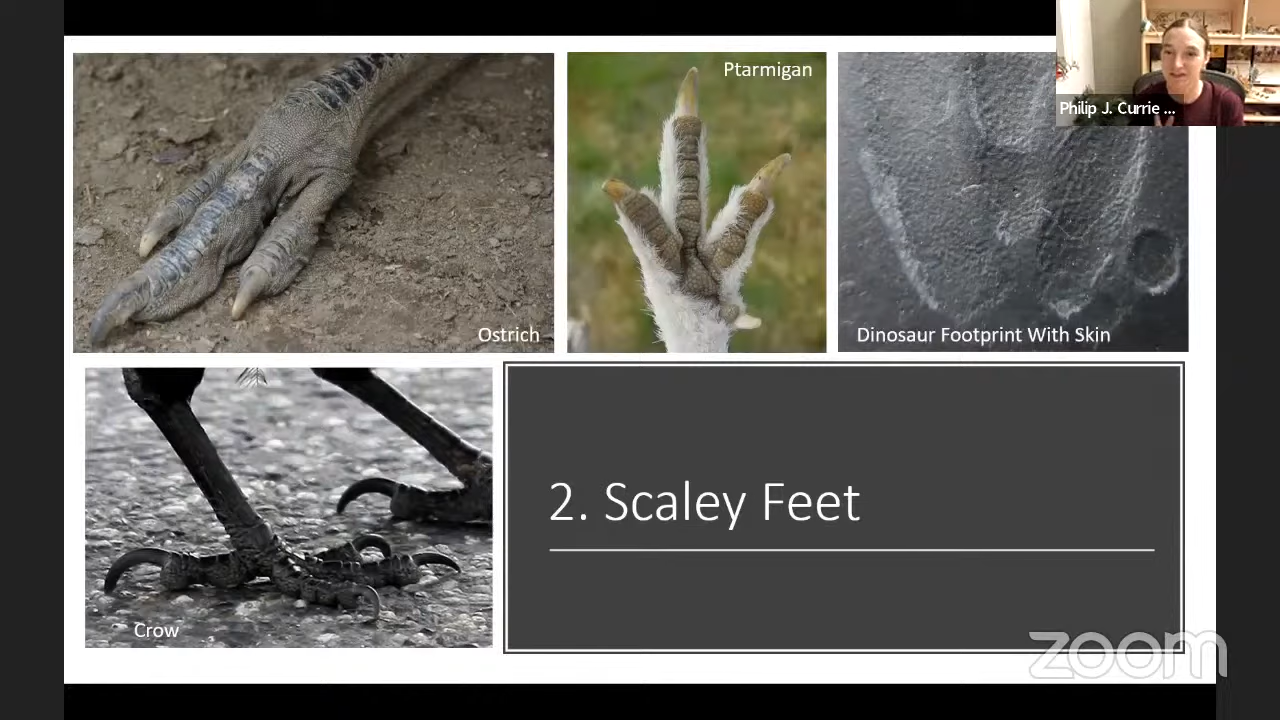 Ptarmigan
Philip J. Currie ...
Ostrich
Dinosaur Footprint With Skin
2. Scaley Feet
Crow
zoom